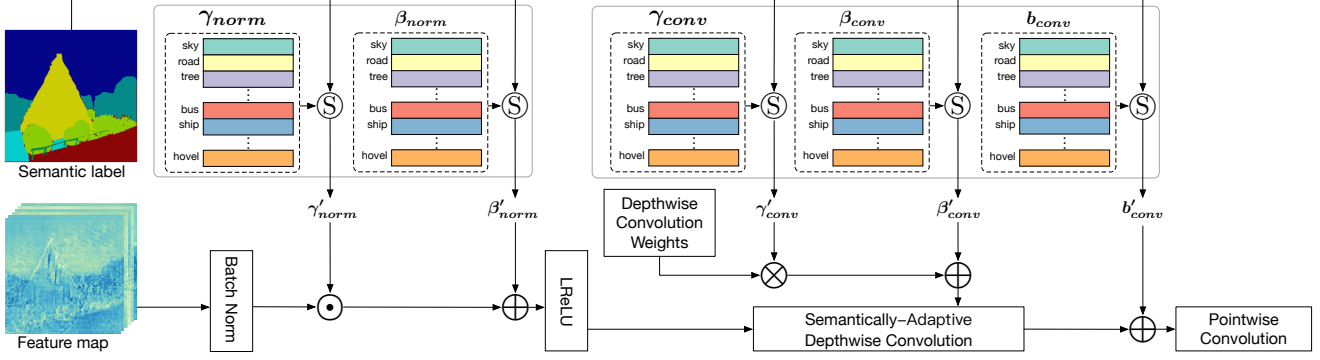 γnorm
βnorm
γconv
βconv
bconv
sky
road
tree
bus
ship
hovel
S
sky
road
tree
bus
ship
hovel
S
sky
road
tree
bus
ship
hovel
S
sky
road
tree
bus
ship
hovel
S
sky
road
tree
bus
ship
hovel
S
Semantic label
γ′norm
β′norm
Depthwise
Convolution
Weights
γ′conv
β′conv
b′conv
Feature map
Batch Norm
LReLU
Semantically–Adaptive
Depthwise Convolution
Pointwise
Convolution